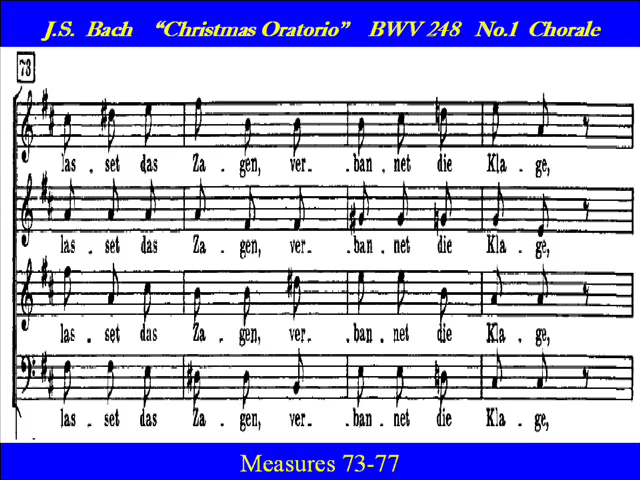 J.S. Bach "Christmas Oratorio" BWV 248 No.1 Chorale
73
las - set das Za - gen, ver - ban - net die Kla - ge,
las - set das Za - gen, ver - ban - net die Kla - ge,
las - set das Za - gen, ver - ban - net die Kla - ge,
las - set das Za - gen, ver - ban - net die Kla - ge,
Measures 73-77